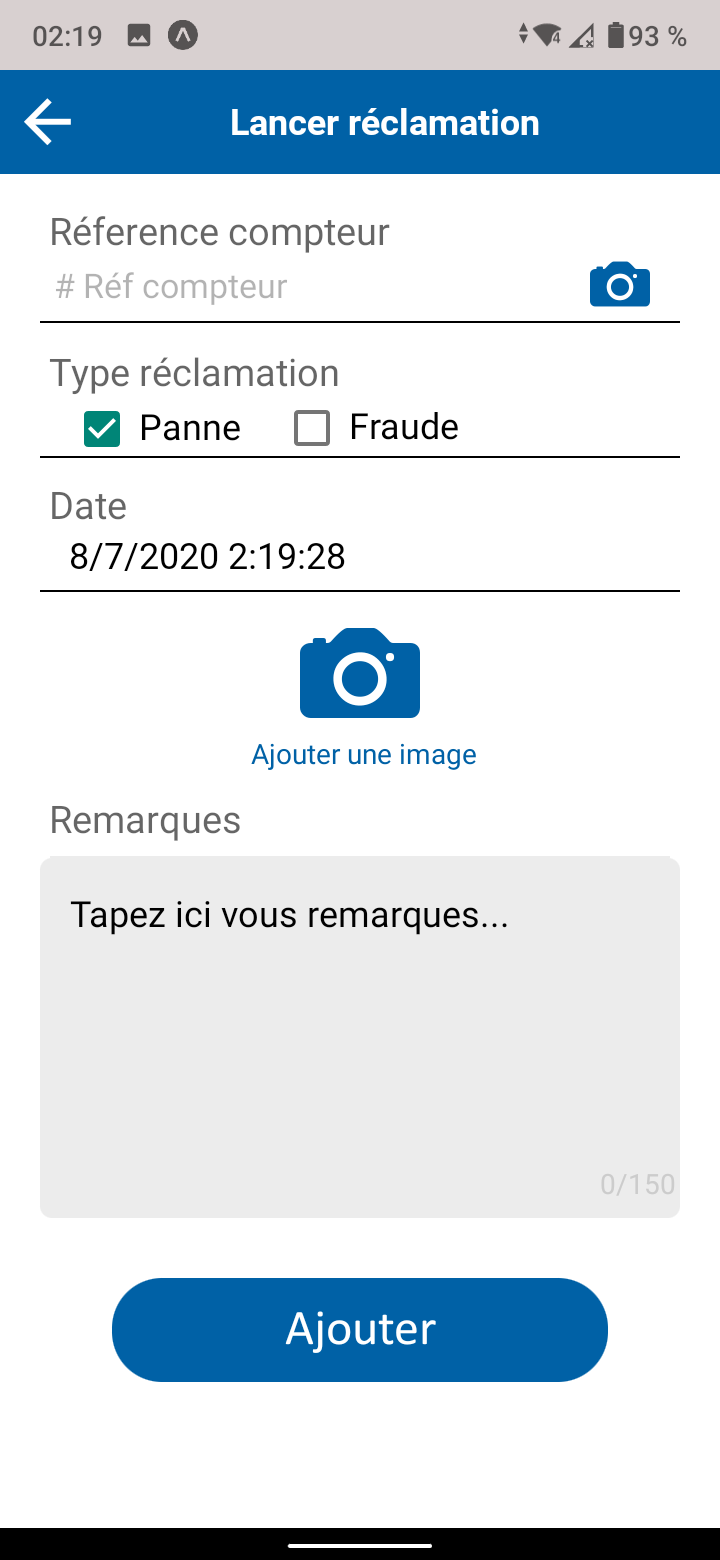 02:19
4
93 %
Lancer réclamation
Réference compteur
# Réf compteur
Type réclamation
Panne Fraude
Date
8/7/2020 2:19:28
Ajouter une image
Remarques
Tapez ici vous remarques...
0/150
Ajouter